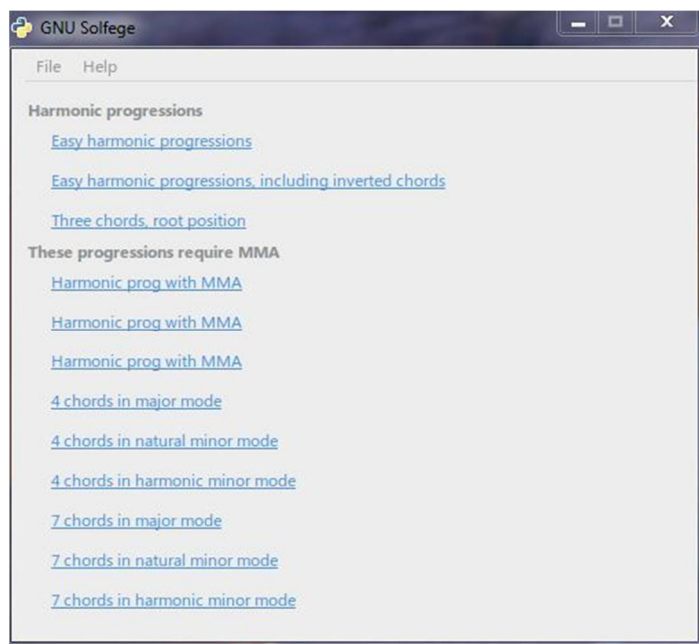 GNU Solfege
File Help
Harmonic progressions
Easy harmonic progressions
Easy harmonic progressions, including inverted chords
Three chords, root position
These progressions require MMA
Harmonic prog with MMA
Harmonic prog with MMA
Harmonic prog with MMA
4 chords in major mode
4 chords in natural minor mode
4 chords in harmonic minor mode
7 chords in major mode
7 chords in natural minor mode
7 chords in harmonic minor mode